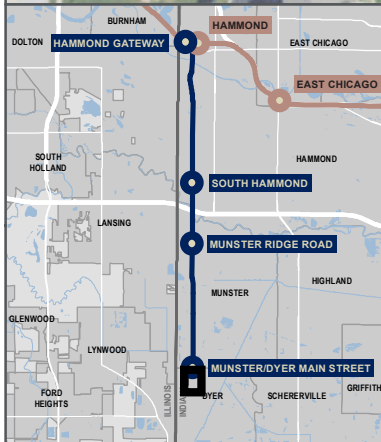 BURNHAM
HAMMOND
DOLTON
HAMMOND GATEWAY
EAST CHICAGO
EAST CHICAGO
SOUTH
HOLLAND
HAMMOND
SOUTH HAMMOND
LANSING
MUNSTER RIDGE ROAD
HIGHLAND
MUNSTER
GLENWOOD
LYNWOOD
MUNSTER/DYER MAIN STREET
ILLINOIS
FORD
HEIGHTS
DYER
SCHERERVILLE
GRIFFITH